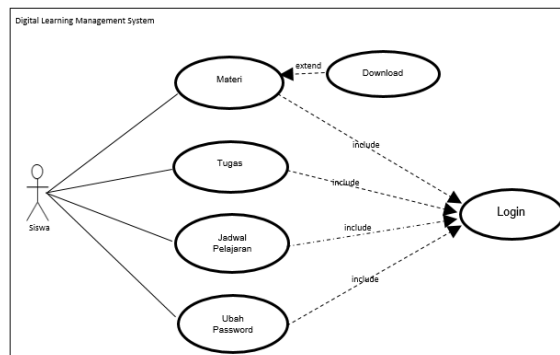 Digital Learning Management System
Materi
extend
Download
include
Tugas
include
Siswa
Jadwal
Pelajaran
include
Login
include
Ubah
Password